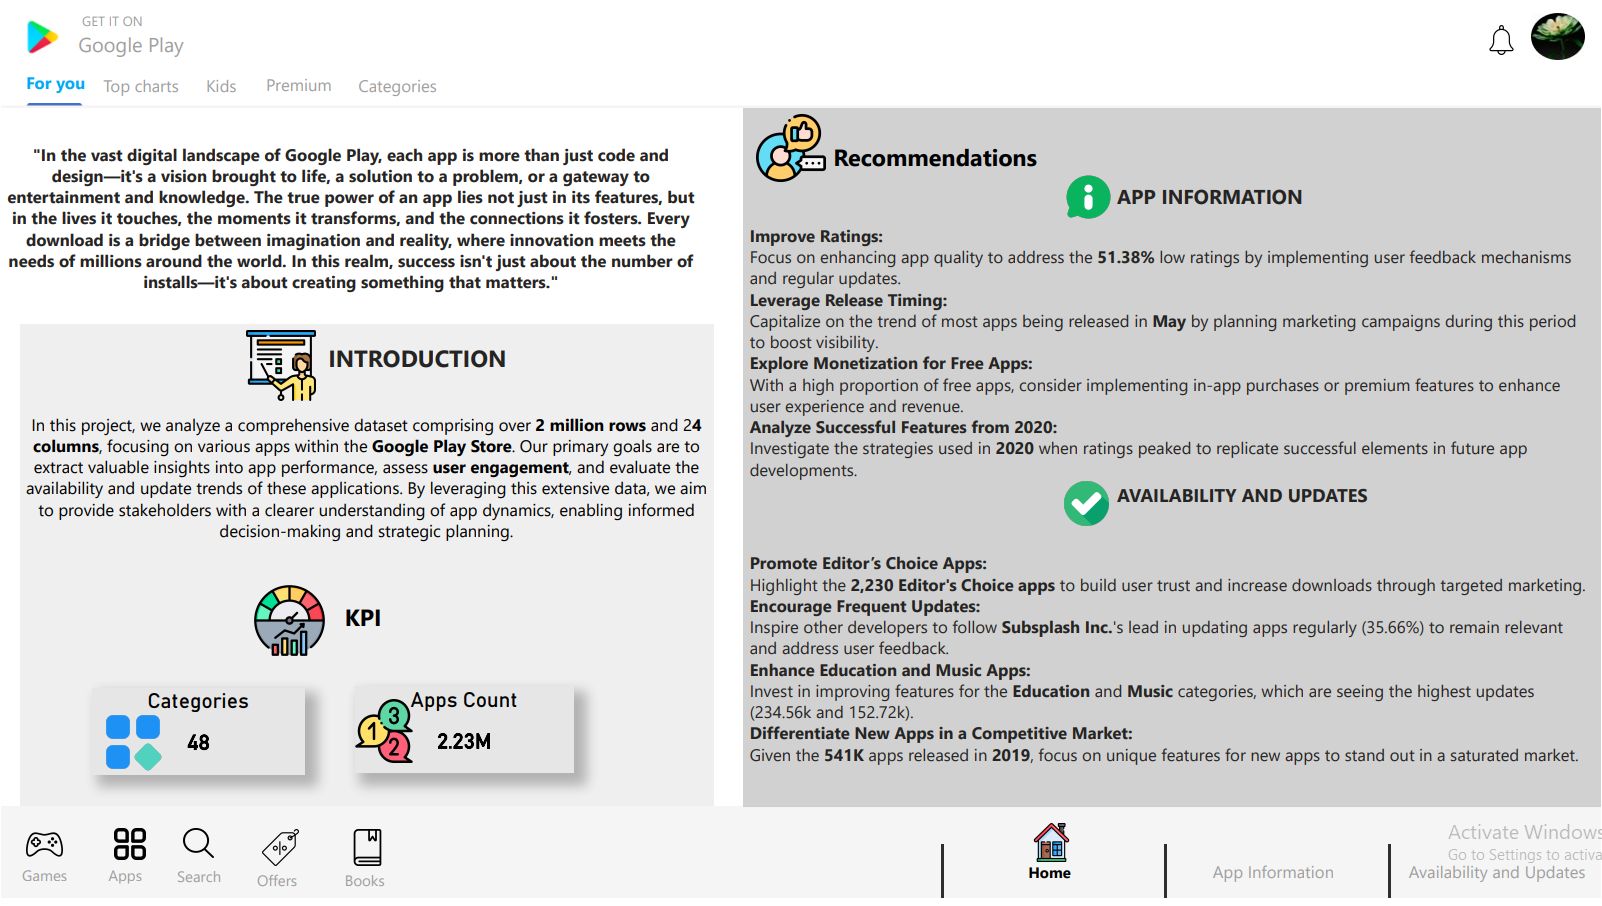 GET IT ON
Google Play
For you
Top charts
Kids
Premium
Categories
"In the vast digital landscape of Google Play, each app is more than just code and
design—it's a vision brought to life, a solution to a problem, or a gateway to
entertainment and knowledge. The true power of an app lies not just in its features, but
in the lives it touches, the moments it transforms, and the connections it fosters. Every
download is a bridge between imagination and reality, where innovation meets the
needs of millions around the world. In this realm, success isn't just about the number of
installs—it's about creating something that matters."
INTRODUCTION
In this project, we analyze a comprehensive dataset comprising over 2 million rows and 24
columns, focusing on various apps within the Google Play Store. Our primary goals are to
extract valuable insights into app performance, assess user engagement, and evaluate the
availability and update trends of these applications. By leveraging this extensive data, we aim
to provide stakeholders with a clearer understanding of app dynamics, enabling informed
decision-making and strategic planning.
KPI
Categories
48
Apps Count
1
2
3
2.23M
Recommendations
APP INFORMATION
Improve Ratings:
Focus on enhancing app quality to address the 51.38% low ratings by implementing user feedback mechanisms
and regular updates.
Leverage Release Timing:
Capitalize on the trend of most apps being released in May by planning marketing campaigns during this period
to boost visibility.
Explore Monetization for Free Apps:
With a high proportion of free apps, consider implementing in-app purchases or premium features to enhance
user experience and revenue.
Analyze Successful Features from 2020:
Investigate the strategies used in 2020 when ratings peaked to replicate successful elements in future app
developments.
AVAILABILITY AND UPDATES
Promote Editor’s Choice Apps:
Highlight the 2,230 Editor's Choice apps to build user trust and increase downloads through targeted marketing.
Encourage Frequent Updates:
Inspire other developers to follow Subsplash Inc.'s lead in updating apps regularly (35.66%) to remain relevant
and address user feedback.
Enhance Education and Music Apps:
Invest in improving features for the Education and Music categories, which are seeing the highest updates
(234.56k and 152.72k).
Differentiate New Apps in a Competitive Market:
Given the 541K apps released in 2019, focus on unique features for new apps to stand out in a saturated market.
Games
Apps
Search
Offers
Books
Home
App Information
Availability and Updates
Activate Windows
Go to Settings to activa